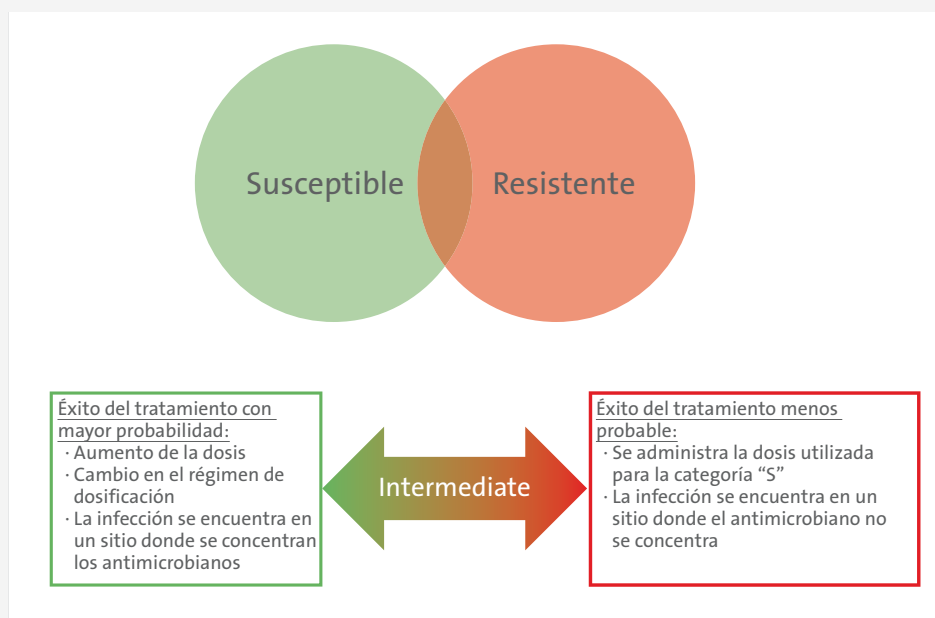 Susceptible
Resistente
Éxito del tratamiento con
mayor probabilidad:
· Aumento de la dosis
· Cambio en el régimen de
dosificación
· La infección se encuentra en
un sitio donde se concentran
los antimicrobianos
Intermediate
Éxito del tratamiento menos
probable:
· Se administra la dosis utilizada
para la categoría “S”
· La infección se encuentra en un
sitio donde el antimicrobiano no
se concentra